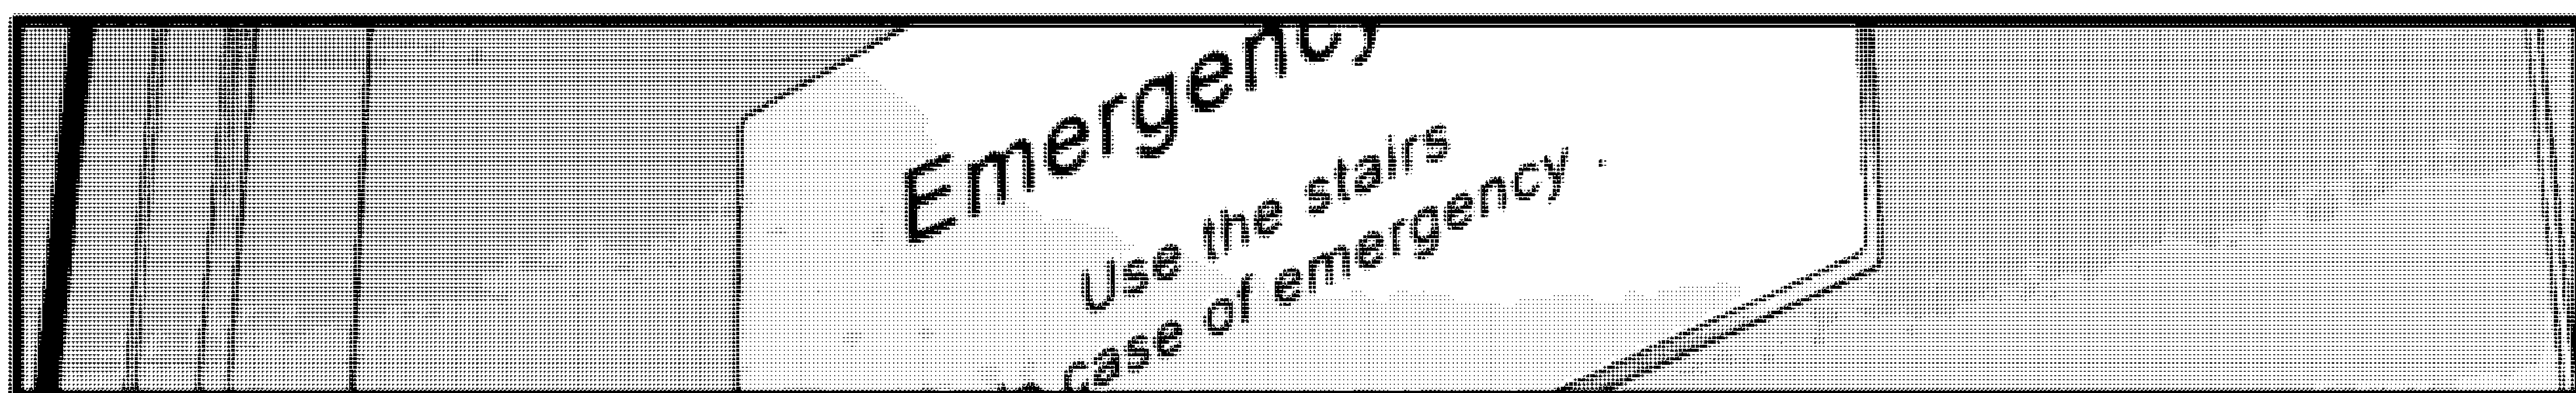 Emergency
Use the stairs
case of emergency.